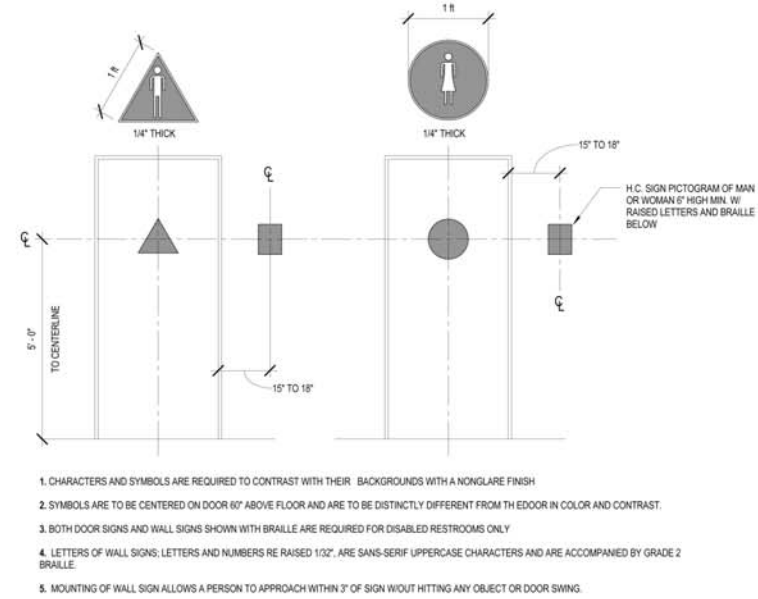 1 ft
1 ft
1/4" THICK
1/4" THICK
15" TO 18"
℄
H.C. SIGN PICTOGRAM OF MAN
OR WOMAN 6" HIGH MIN. W/
RAISED LETTERS AND BRAILLE
BELOW
℄
℄
5' - 0"
TO CENTERLINE
15" TO 18"
1. CHARACTERS AND SYMBOLS ARE REQUIRED TO CONTRAST WITH THEIR BACKGROUNDS WITH A NONGLARE FINISH
2. SYMBOLS ARE TO BE CENTERED ON DOOR 60" ABOVE FLOOR AND ARE TO BE DISTINCTLY DIFFERENT FROM TH EDOOR IN COLOR AND CONTRAST.
3. BOTH DOOR SIGNS AND WALL SIGNS SHOWN WITH BRAILLE ARE REQUIRED FOR DISABLED RESTROOMS ONLY
4. LETTERS OF WALL SIGNS; LETTERS AND NUMBERS RE RAISED 1/32", ARE SANS-SERIF UPPERCASE CHARACTERS AND ARE ACCOMPANIED BY GRADE 2
BRAILLE.
5. MOUNTING OF WALL SIGN ALLOWS A PERSON TO APPROACH WITHIN 3" OF SIGN W/OUT HITTING ANY OBJECT OR DOOR SWING.